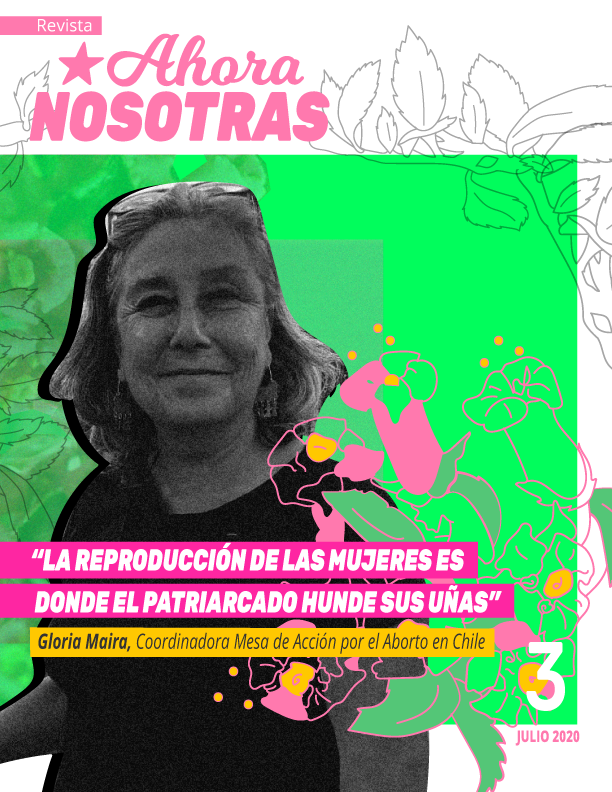 Revista
Ahora
NOSOTRAS
“LA REPRODUCCIÓN DE LAS MUJERES ES
DONDE EL PATRIARCADO HUNDE SUS UÑAS”
Gloria Maira, Coordinadora Mesa de Acción por el Aborto en Chile
3
JULIO 2020